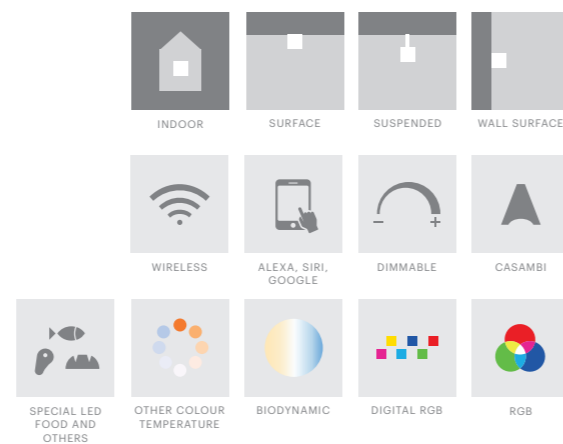 INDOOR
SURFACE
SUSPENDED
WALL SURFACE
WIRELESS
ALEXA, SIRI,
GOOGLE
DIMMABLE
CASAMBI
SPECIAL LED
FOOD AND
OTHERS
OTHER COLOUR
TEMPERATURE
BIODYNAMIC
DIGITAL RGB
RGB